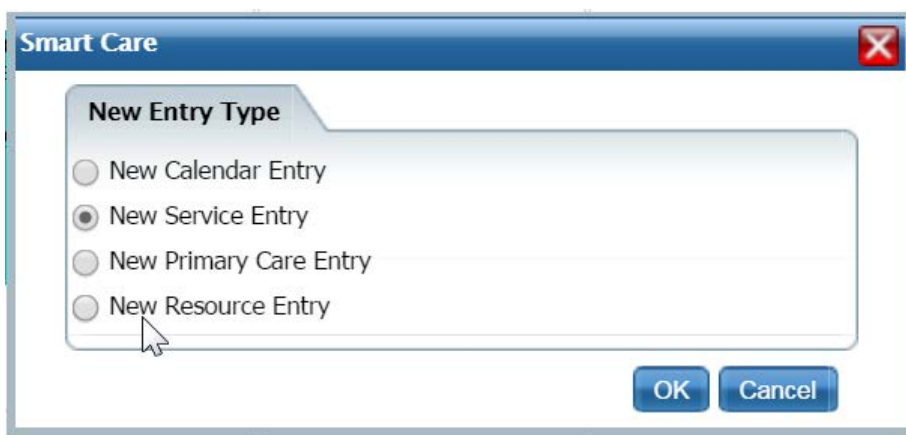 Smart Care
New Entry Type
New Calendar Entry
New Service Entry
New Primary Care Entry
New Resource Entry
OK Cancel